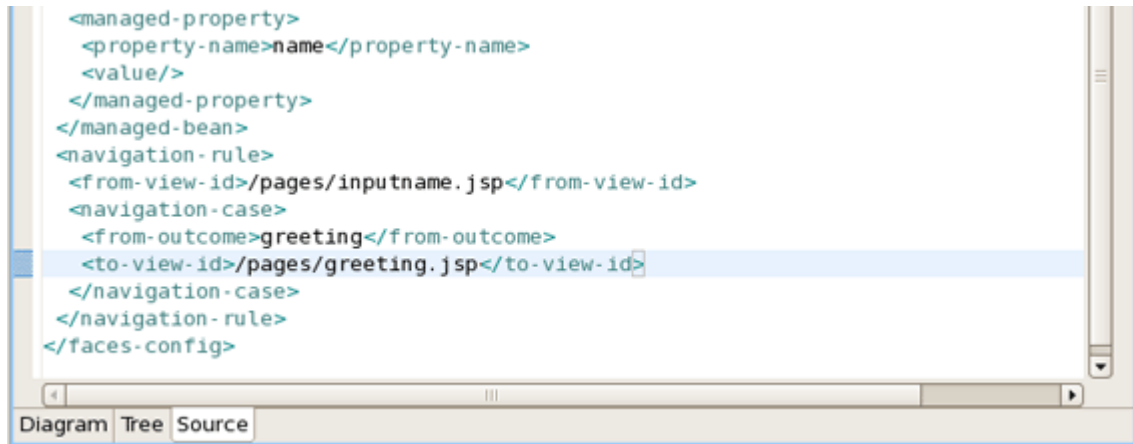 <managed-property>
<property-name>name</property-name>
<value/>
</managed-property>
</managed-bean>
<navigation-rule>
<from-view-id>/pages/inputname.jsp</from-view-id>
<navigation-case>
<from-outcome>greeting</from-outcome>
<to-view-id>/pages/greeting.jsp</to-view-id>
</navigation-case>
</navigation-rule>
</faces-config>
Diagram Tree Source